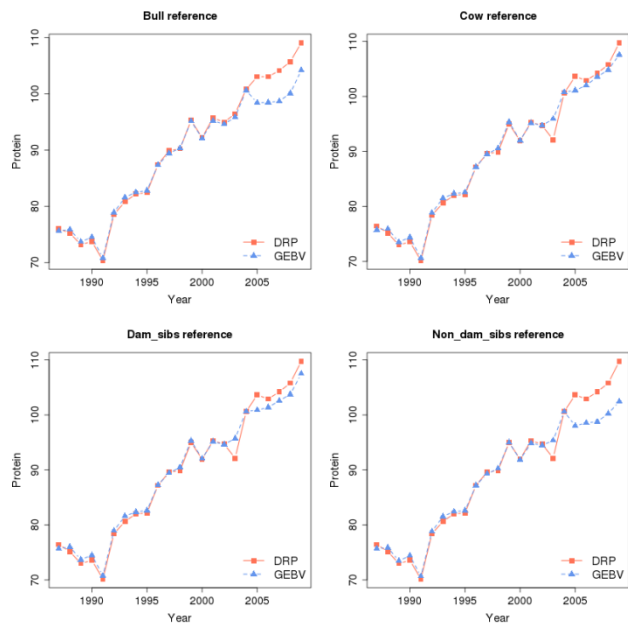 Bull reference
Protein
110
100
90
80
70
1990
1995
2000
2005
Year
DRP
GEBV
Cow reference
Protein
110
100
90
80
70
1990
1995
2000
2005
Year
DRP
GEBV
Dam_sibs reference
Protein
110
100
90
80
70
1990
1995
2000
2005
Year
DRP
GEBV
Non_dam_sibs reference
Protein
110
100
90
80
70
1990
1995
2000
2005
Year
DRP
GEBV